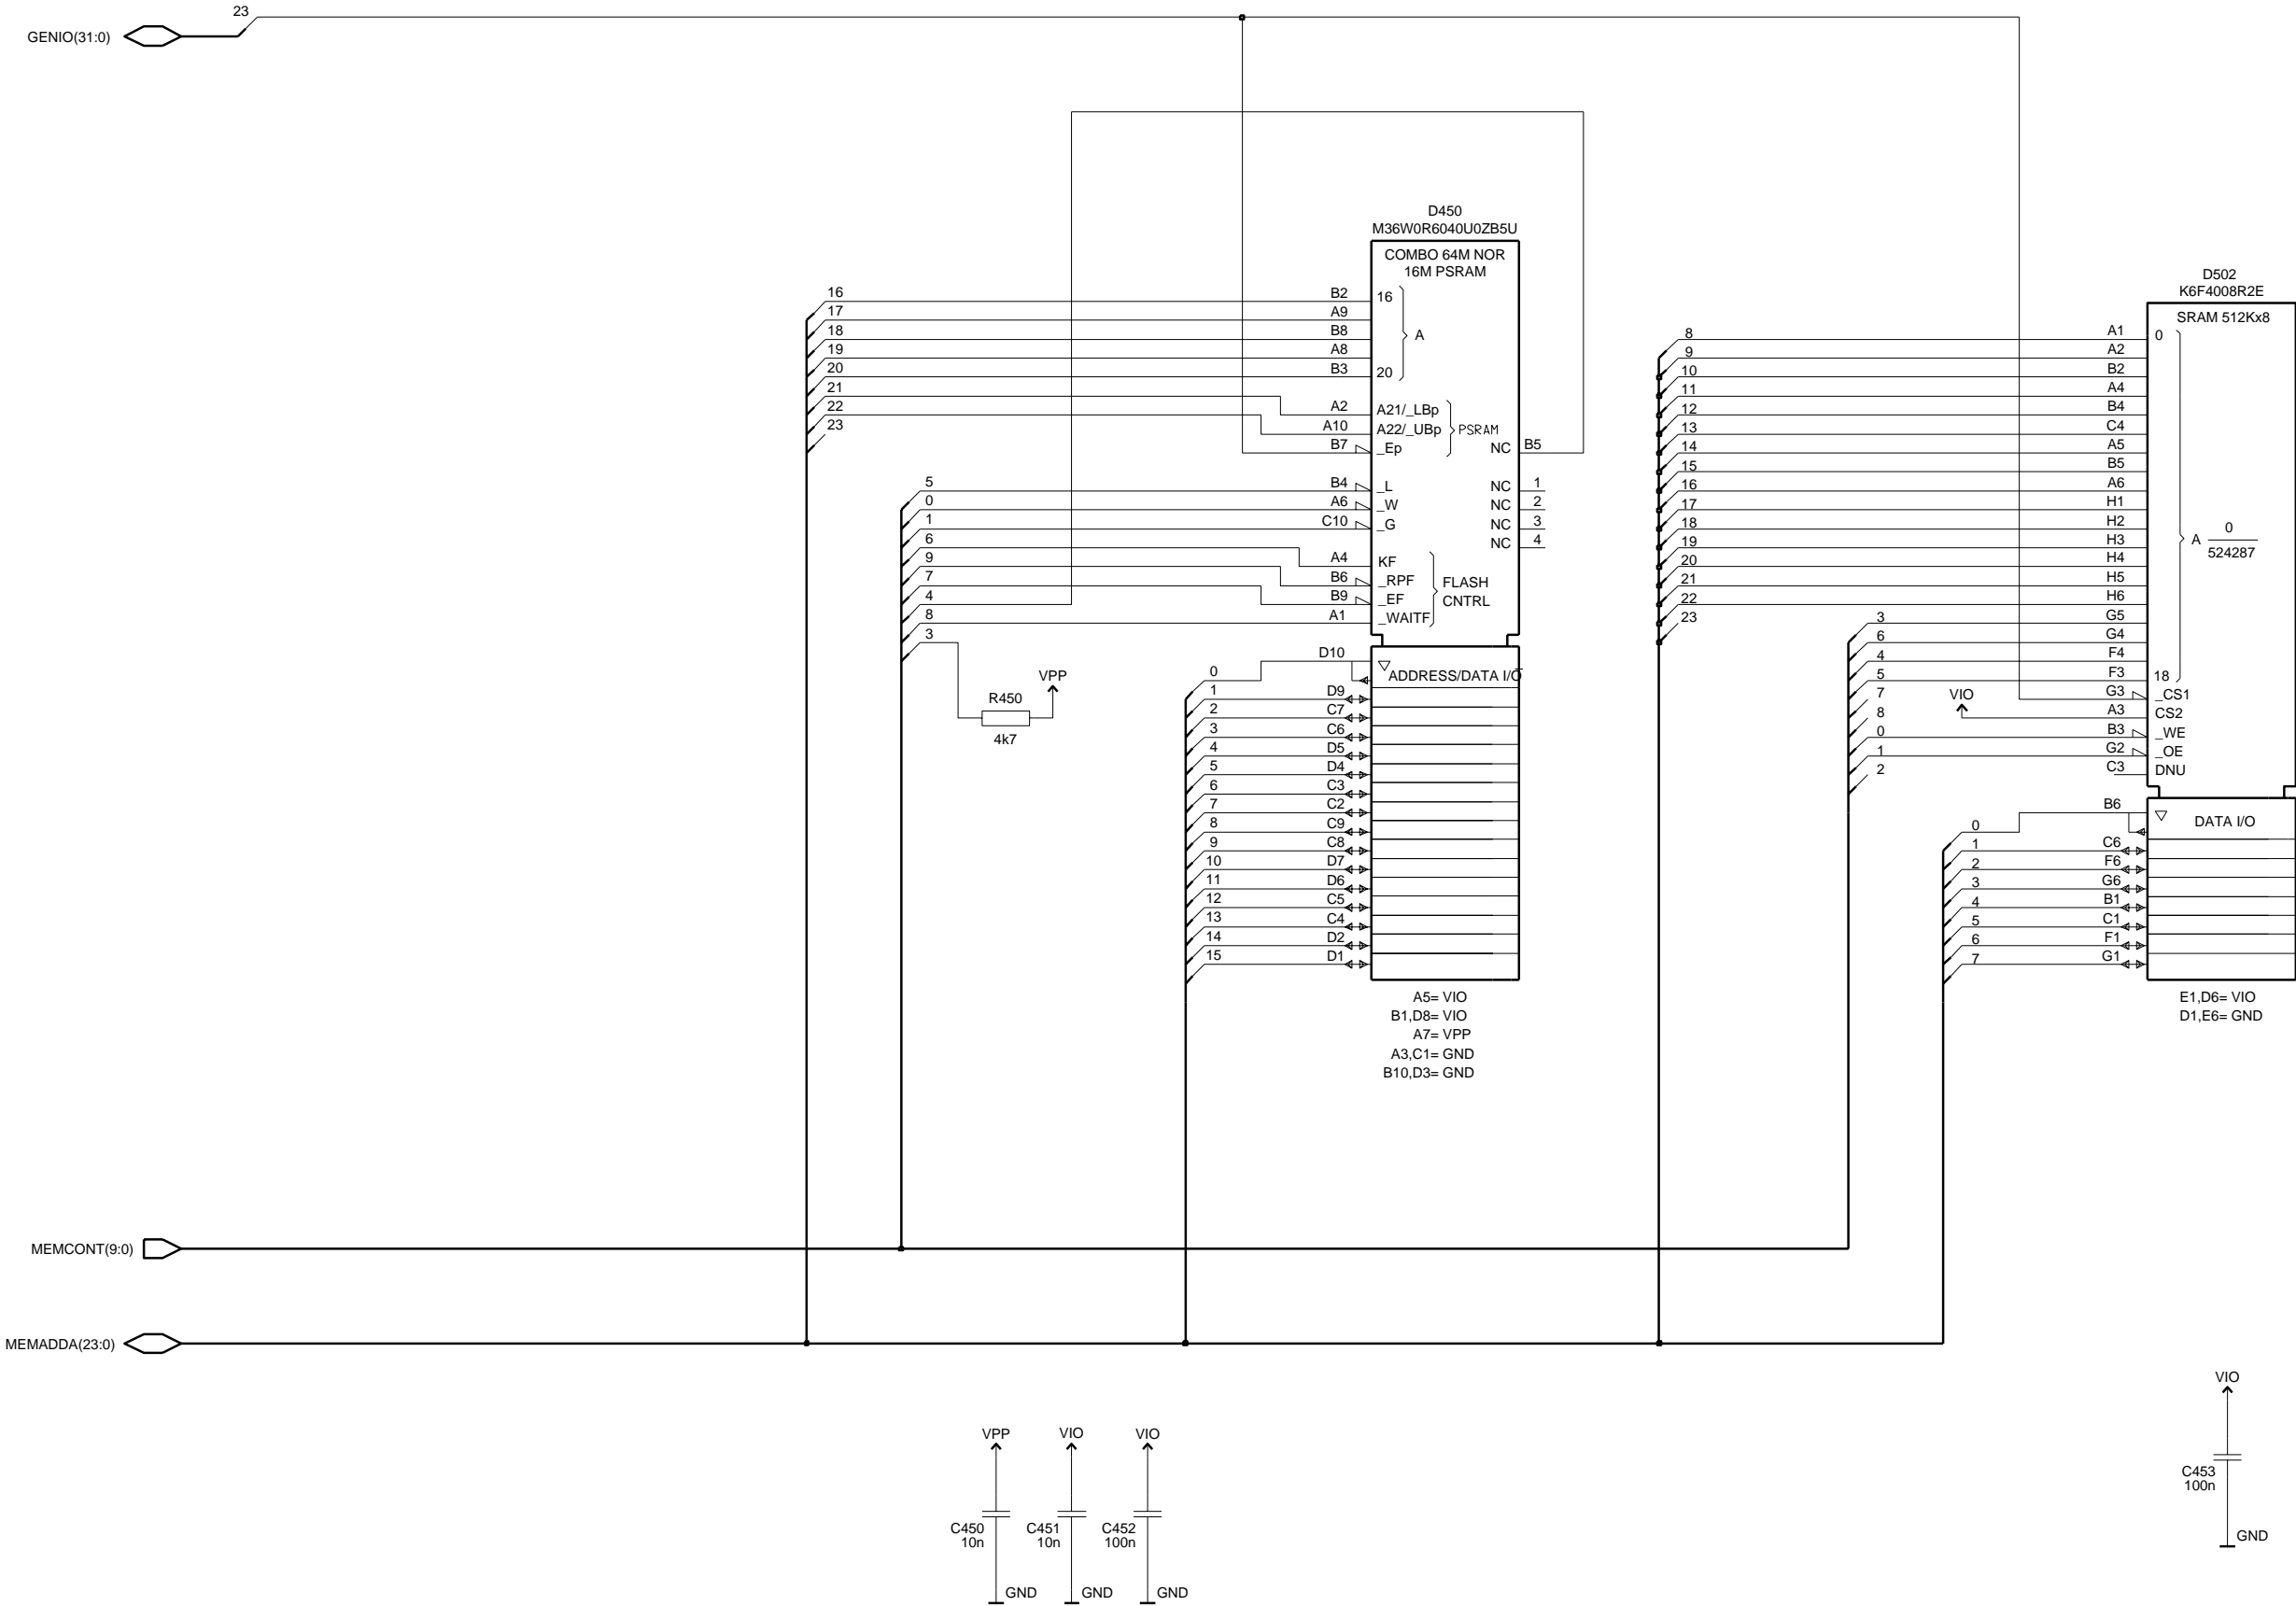 23
GENIO(31:0)
D450
M36W0R6040U0ZB5U
COMBO 64M NOR
16M PSRAM
16 B2 16
17 A9
18 B8 A
19 A8
20 B3 20
21 A2 A21/_LBp
22 A10 A22/_UBp PSRAM
23 B7 _Ep NC B5
5 B4 _L NC 1
0 A6 _W NC 2
1 C10 _G NC 3
NC 4
6 A4 KF
9 B6 _RPF FLASH
7 B9 _EF CNTRL
4
8 A1 _WAITF
3
R450
4k7
VPP
0 D10 ADDRESS/DATA I/O
1 D9
2 C7
3 C6
4 D5
5 D4
6 C3
7 C2
8 C9
9 C8
10 D7
11 D6
12 C5
13 C4
14 D2
15 D1
A5= VIO
B1,D8= VIO
A7= VPP
A3,C1= GND
B10,D3= GND
D502
K6F4008R2E
SRAM 512Kx8
8 A1 0
9 A2
10 B2
11 A4
12 B4
13 C4
14 A5
15 B5
16 A6
17 H1
18 H2
19 H3
20 H4
21 H5
22 H6
23
A 0
524287
3 G5
6 G4
4 F4
5 F3 18
7 G3 _CS1
VIO
8 A3 CS2
0 B3 _WE
1 G2 _OE
2 C3 DNU
0 B6 DATA I/O
1 C6
2 F6
3 G6
4 B1
5 C1
6 F1
7 G1
E1,D6= VIO
D1,E6= GND
MEMCONT(9:0)
MEMADDA(23:0)
VPP
C450
10n
GND
VIO
C451
10n
GND
VIO
C452
100n
GND
VIO
C453
100n
GND